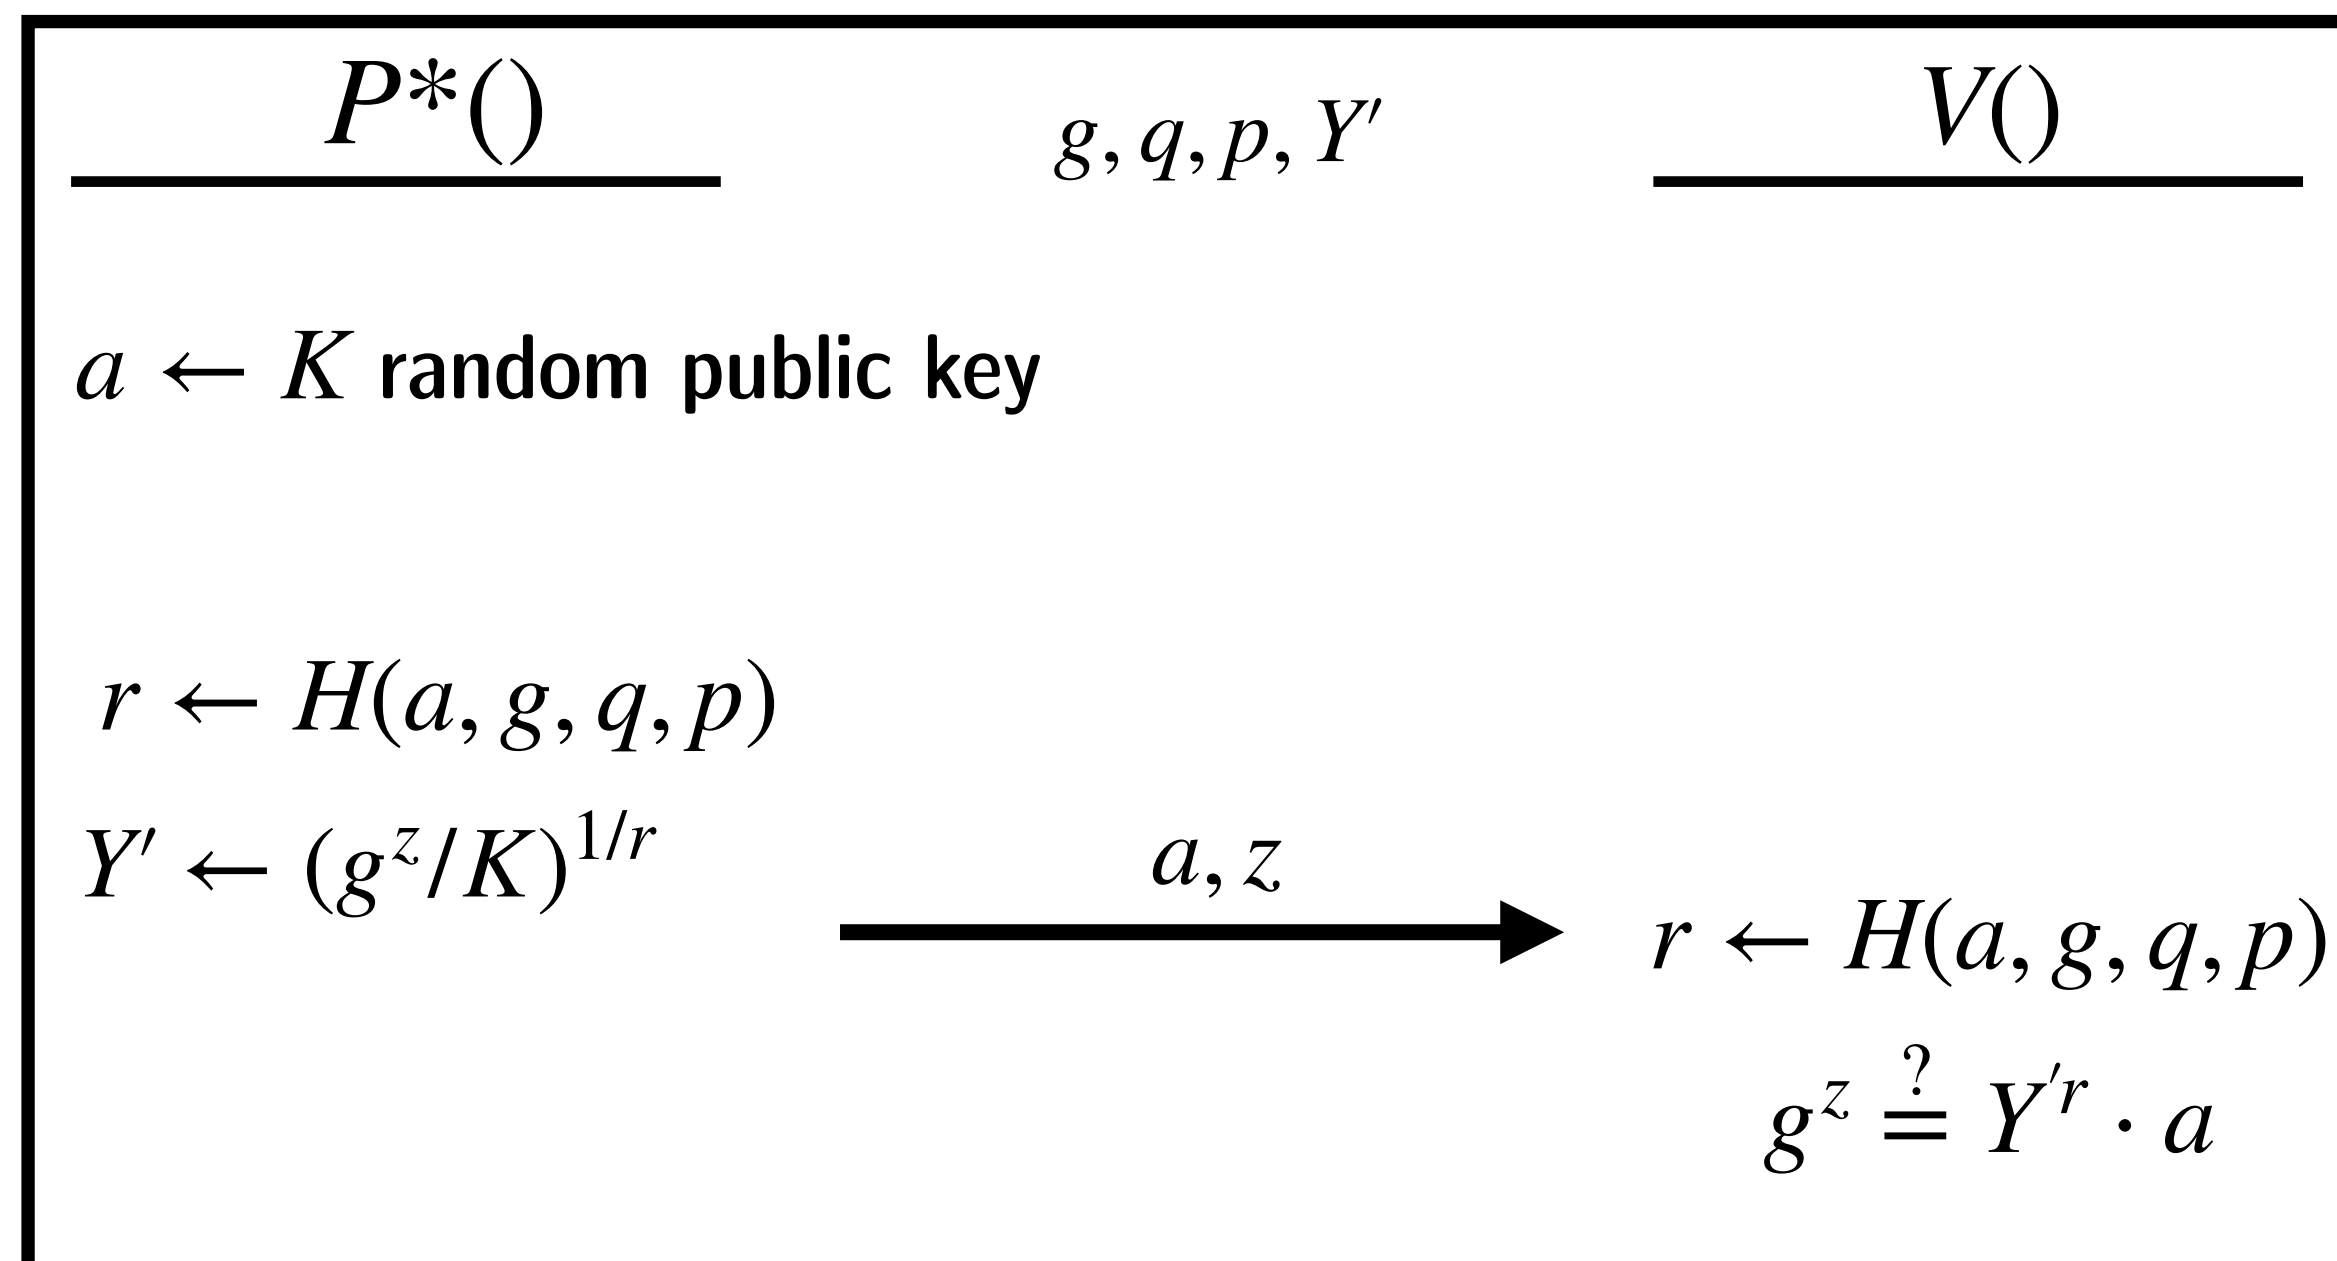 P*()
g, q, p, Y′
V()
a ← K random public key
r ← H(a, g, q, p)
Y′ ← (g^z/K)^{1/r}
a, z
r ← H(a, g, q, p)
g^z ≟ Y′^r · a